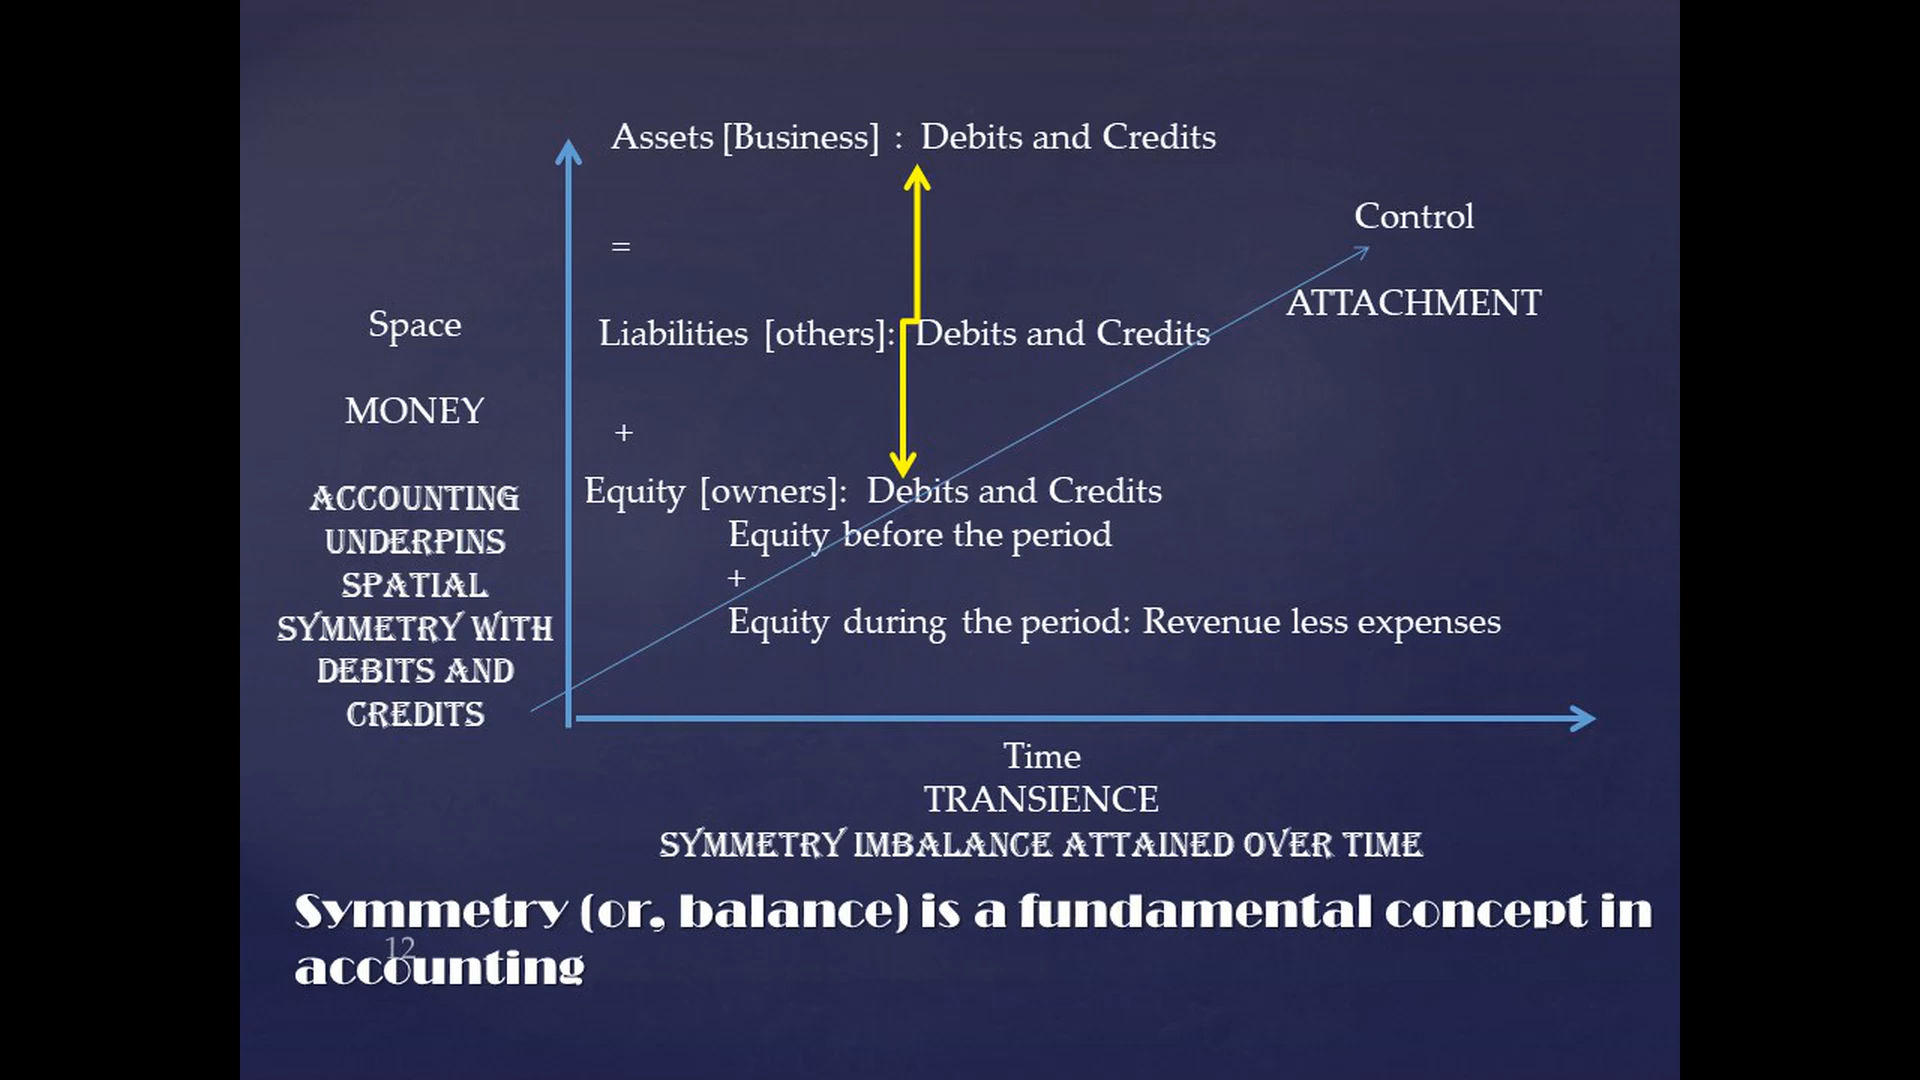 Assets [Business] : Debits and Credits
Control
=
ATTACHMENT
Space
Liabilities [others]: Debits and Credits
MONEY
+
ACCOUNTING
UNDERPINS
SPATIAL
SYMMETRY WITH
DEBITS AND
CREDITS
Equity [owners]: Debits and Credits
Equity before the period
+
Equity during the period: Revenue less expenses
Time
TRANSIENCE
SYMMETRY IMBALANCE ATTAINED OVER TIME
Symmetry (or, balance) is a fundamental concept in
accounting
12